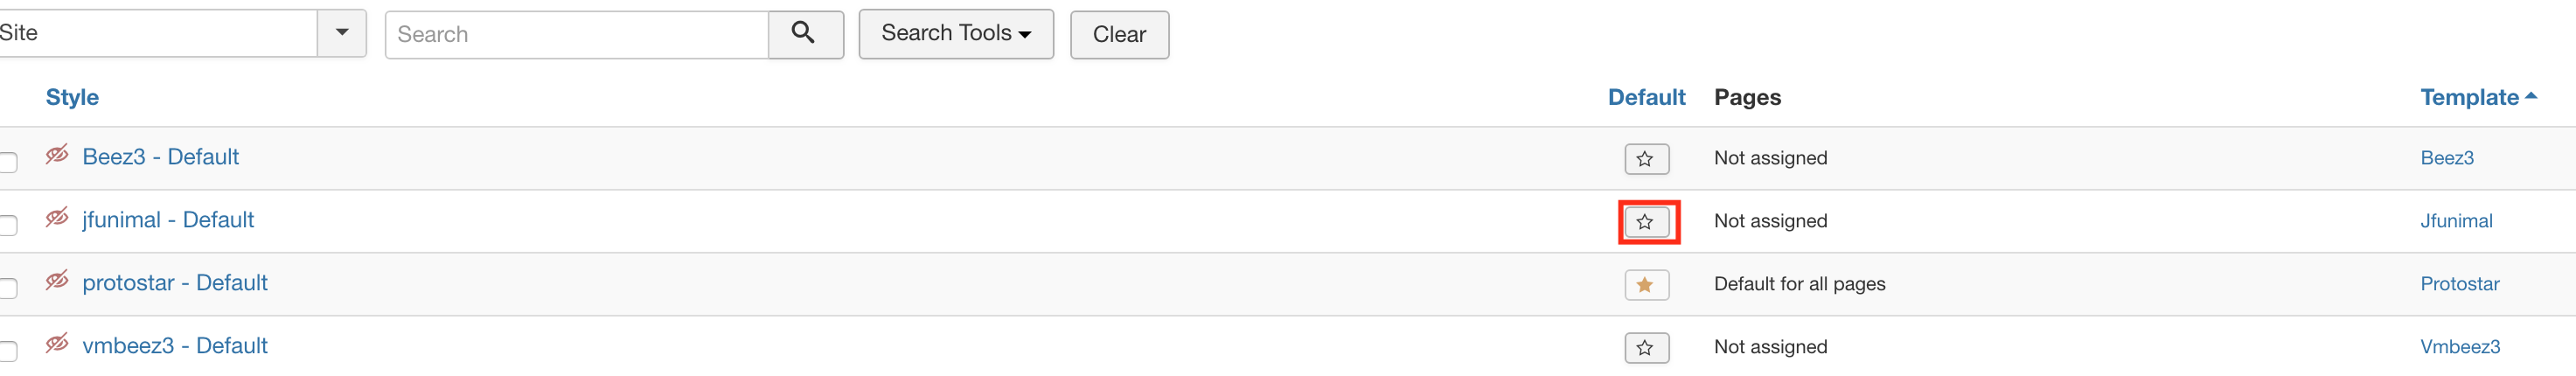 Site Search Search Tools Clear
Style Default Pages Template
Beez3 - Default Not assigned Beez3
jfunimal - Default Not assigned Jfunimal
protostar - Default Default for all pages Protostar
vmbeez3 - Default Not assigned Vmbeez3